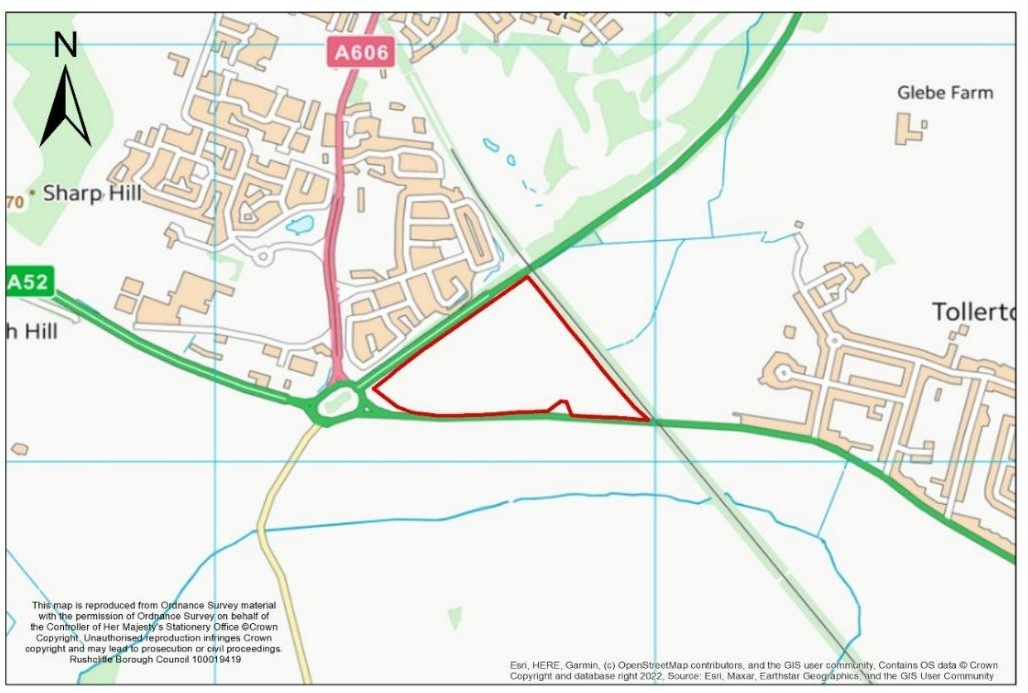 N
A606
Glebe Farm
70
Sharp Hill
A52
h Hill
Tollerto
This map is reproduced from Ordnance Survey material
with the permission of Ordnance Survey on behalf of
the Controller of Her Majesty's Stationery Office ©Crown
Copyright. Unauthorised reproduction infringes Crown
copyright and may lead to prosecution or civil proceedings.
Rushcliffe Borough Council 100019419
Esri, HERE, Garmin, (c) OpenStreetMap contributors, and the GIS user community, Contains OS data © Crown
Copyright and database right 2022, Source: Esri, Maxar, Earthstar Geographics, and the GIS User Community